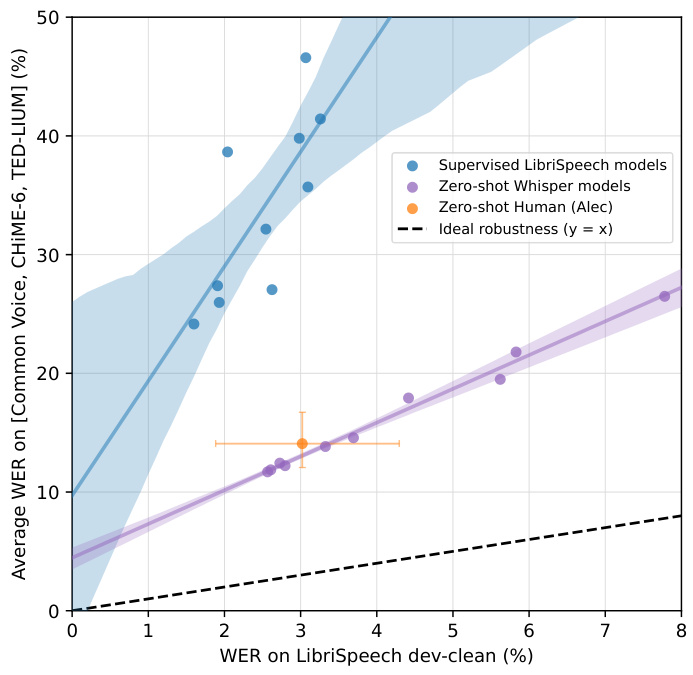 Average WER on [Common Voice, CHiME-6, TED-LIUM] (%)
50
40
30
20
10
0
Supervised LibriSpeech models
Zero-shot Whisper models
Zero-shot Human (Alec)
Ideal robustness (y = x)
0 1 2 3 4 5 6 7 8
WER on LibriSpeech dev-clean (%)